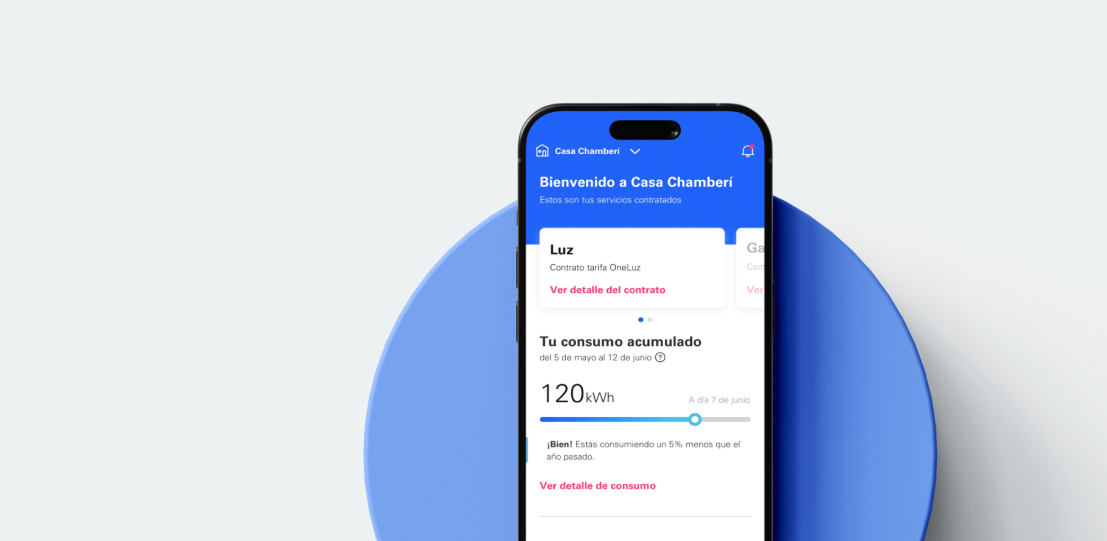 Casa Chamberí
Bienvenido a Casa Chamberí
Estos son tus servicios contratados
Luz
Contrato tarifa OneLuz
Ver detalle del contrato
Ga
Con
Ver
Tu consumo acumulado
del 5 de mayo al 12 de junio ?
120kWh
A día 7 de junio
¡Bien! Estás consumiendo un 5% menos que el
año pasado.
Ver detalle de consumo